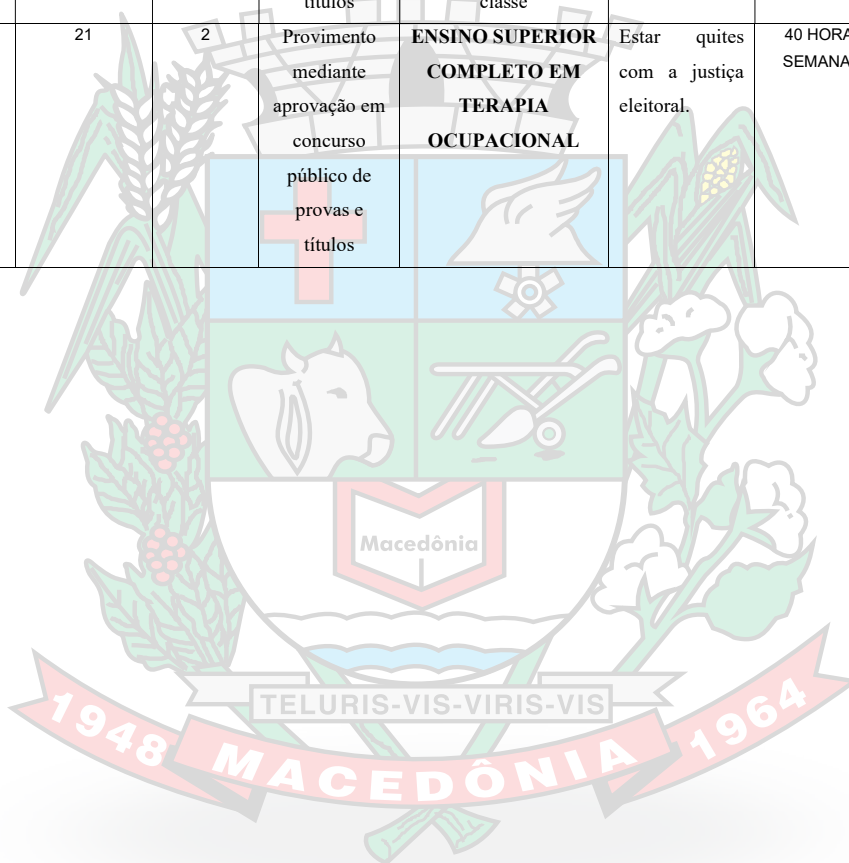 títulos
classe
21
2
Provimento
mediante
aprovação em
concurso
público de
provas e
títulos
ENSINO SUPERIOR
COMPLETO EM
TERAPIA
OCUPACIONAL
Estar quites
com a justiça
eleitoral.
40 HORA
SEMANA
Macedônia
TELURIS-VIS-VIRIS-VIS
1948 MACEDÔNIA 1964